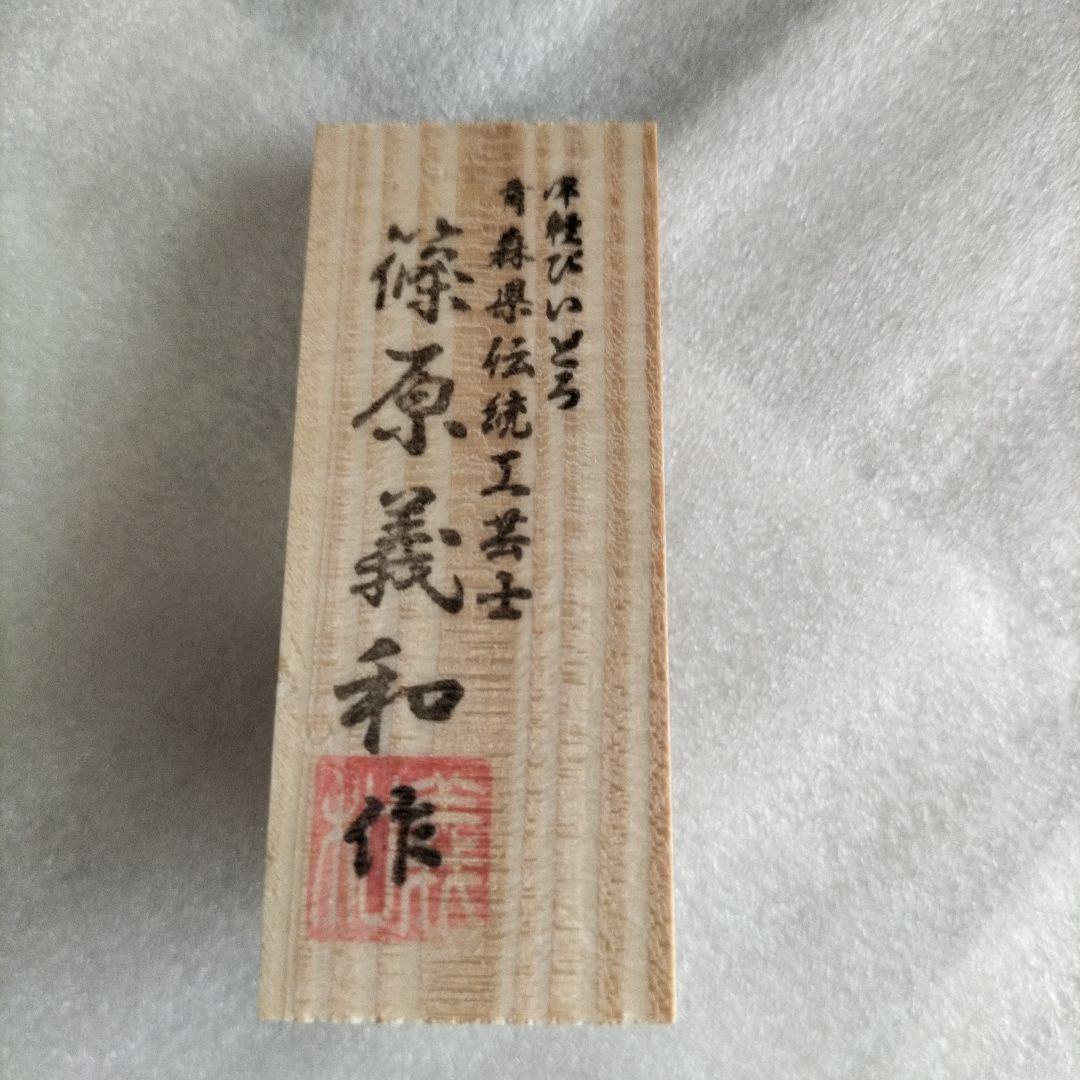 津軽びいどろ
青森県伝統工芸士
篠原義和
作